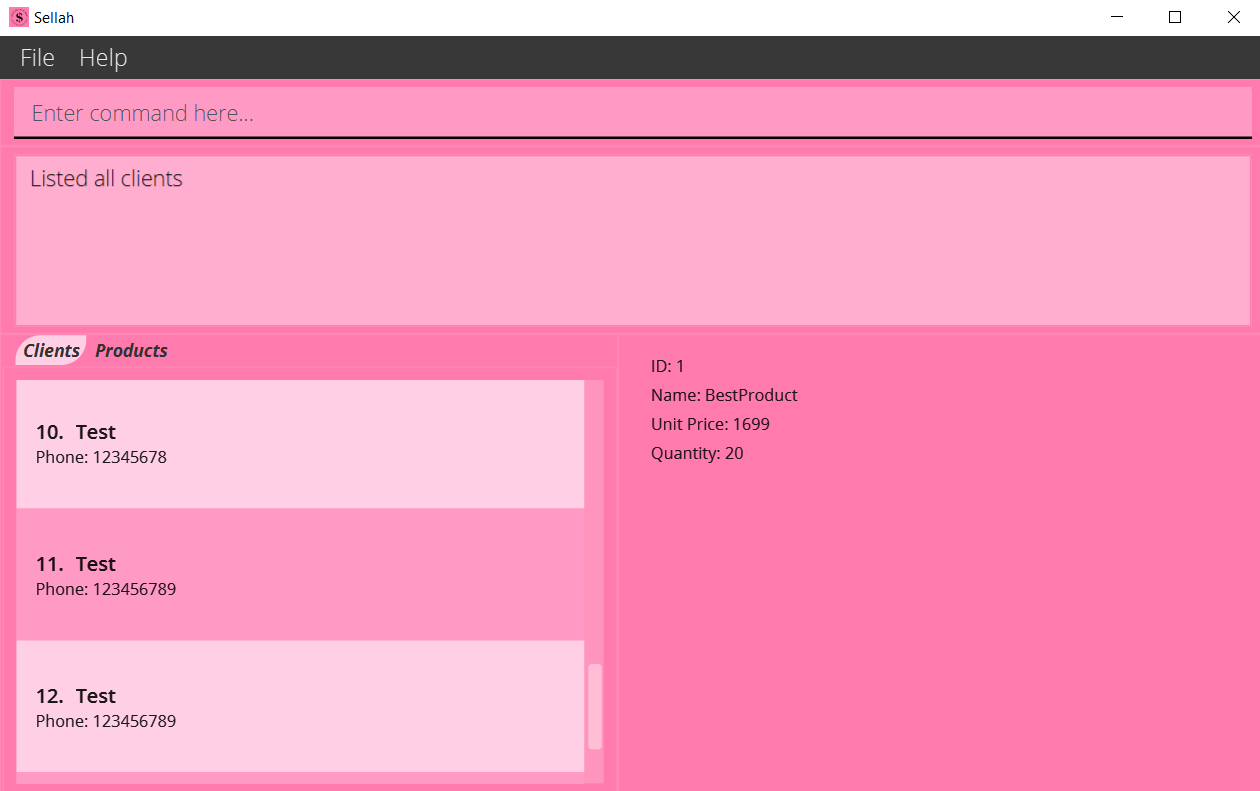 Sellah
File Help
Enter command here...
Listed all clients
Clients Products
10. Test
Phone: 12345678
11. Test
Phone: 123456789
12. Test
Phone: 123456789
ID: 1
Name: BestProduct
Unit Price: 1699
Quantity: 20